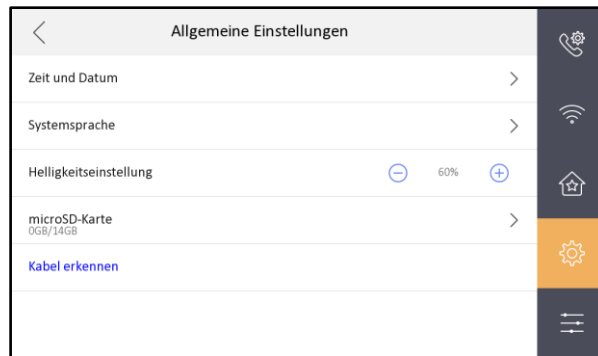 Allgemeine Einstellungen
Zeit und Datum
Systemsprache
Helligkeitseinstellung 60%
microSD-Karte
0GB/14GB
Kabel erkennen